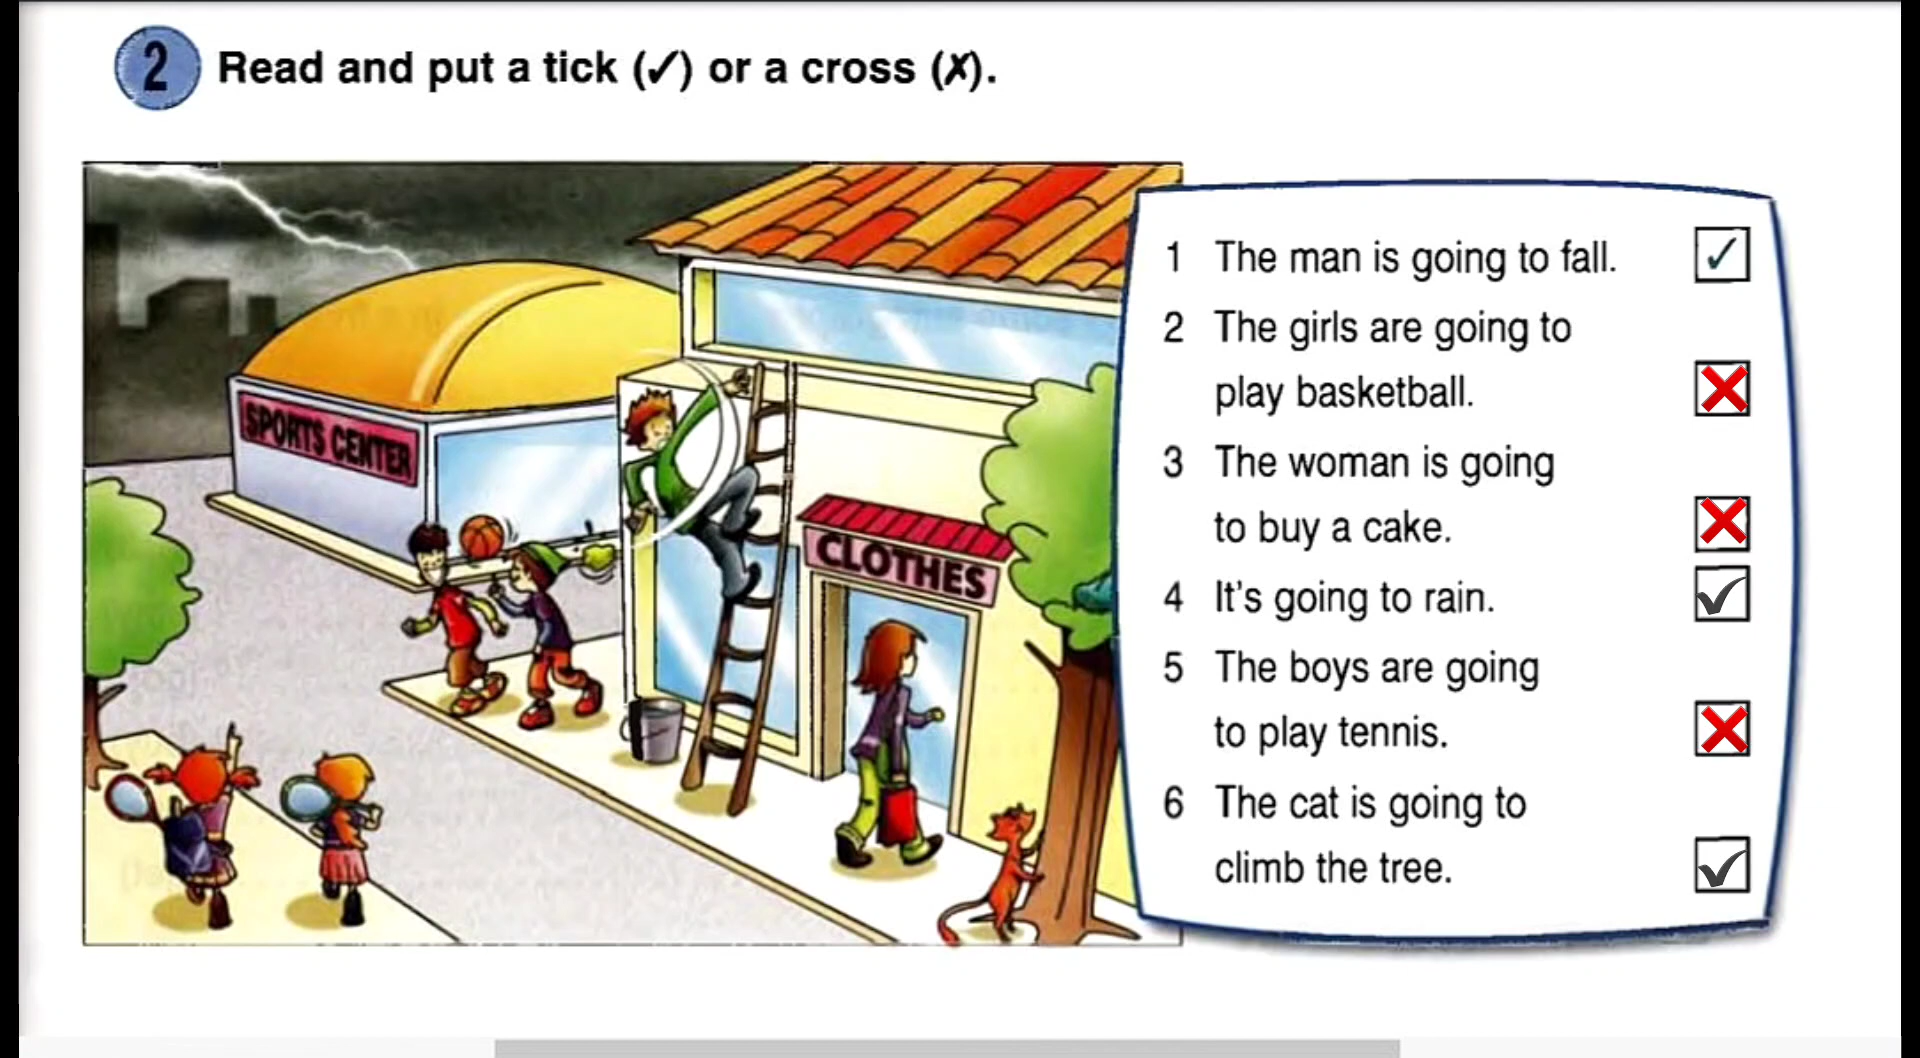 2 Read and put a tick (✓) or a cross (✗).
SPORTS CENTER
CLOTHES
1 The man is going to fall. ✓
2 The girls are going to
play basketball. ✗
3 The woman is going
to buy a cake. ✗
4 It's going to rain. ✓
5 The boys are going
to play tennis. ✗
6 The cat is going to
climb the tree. ✓